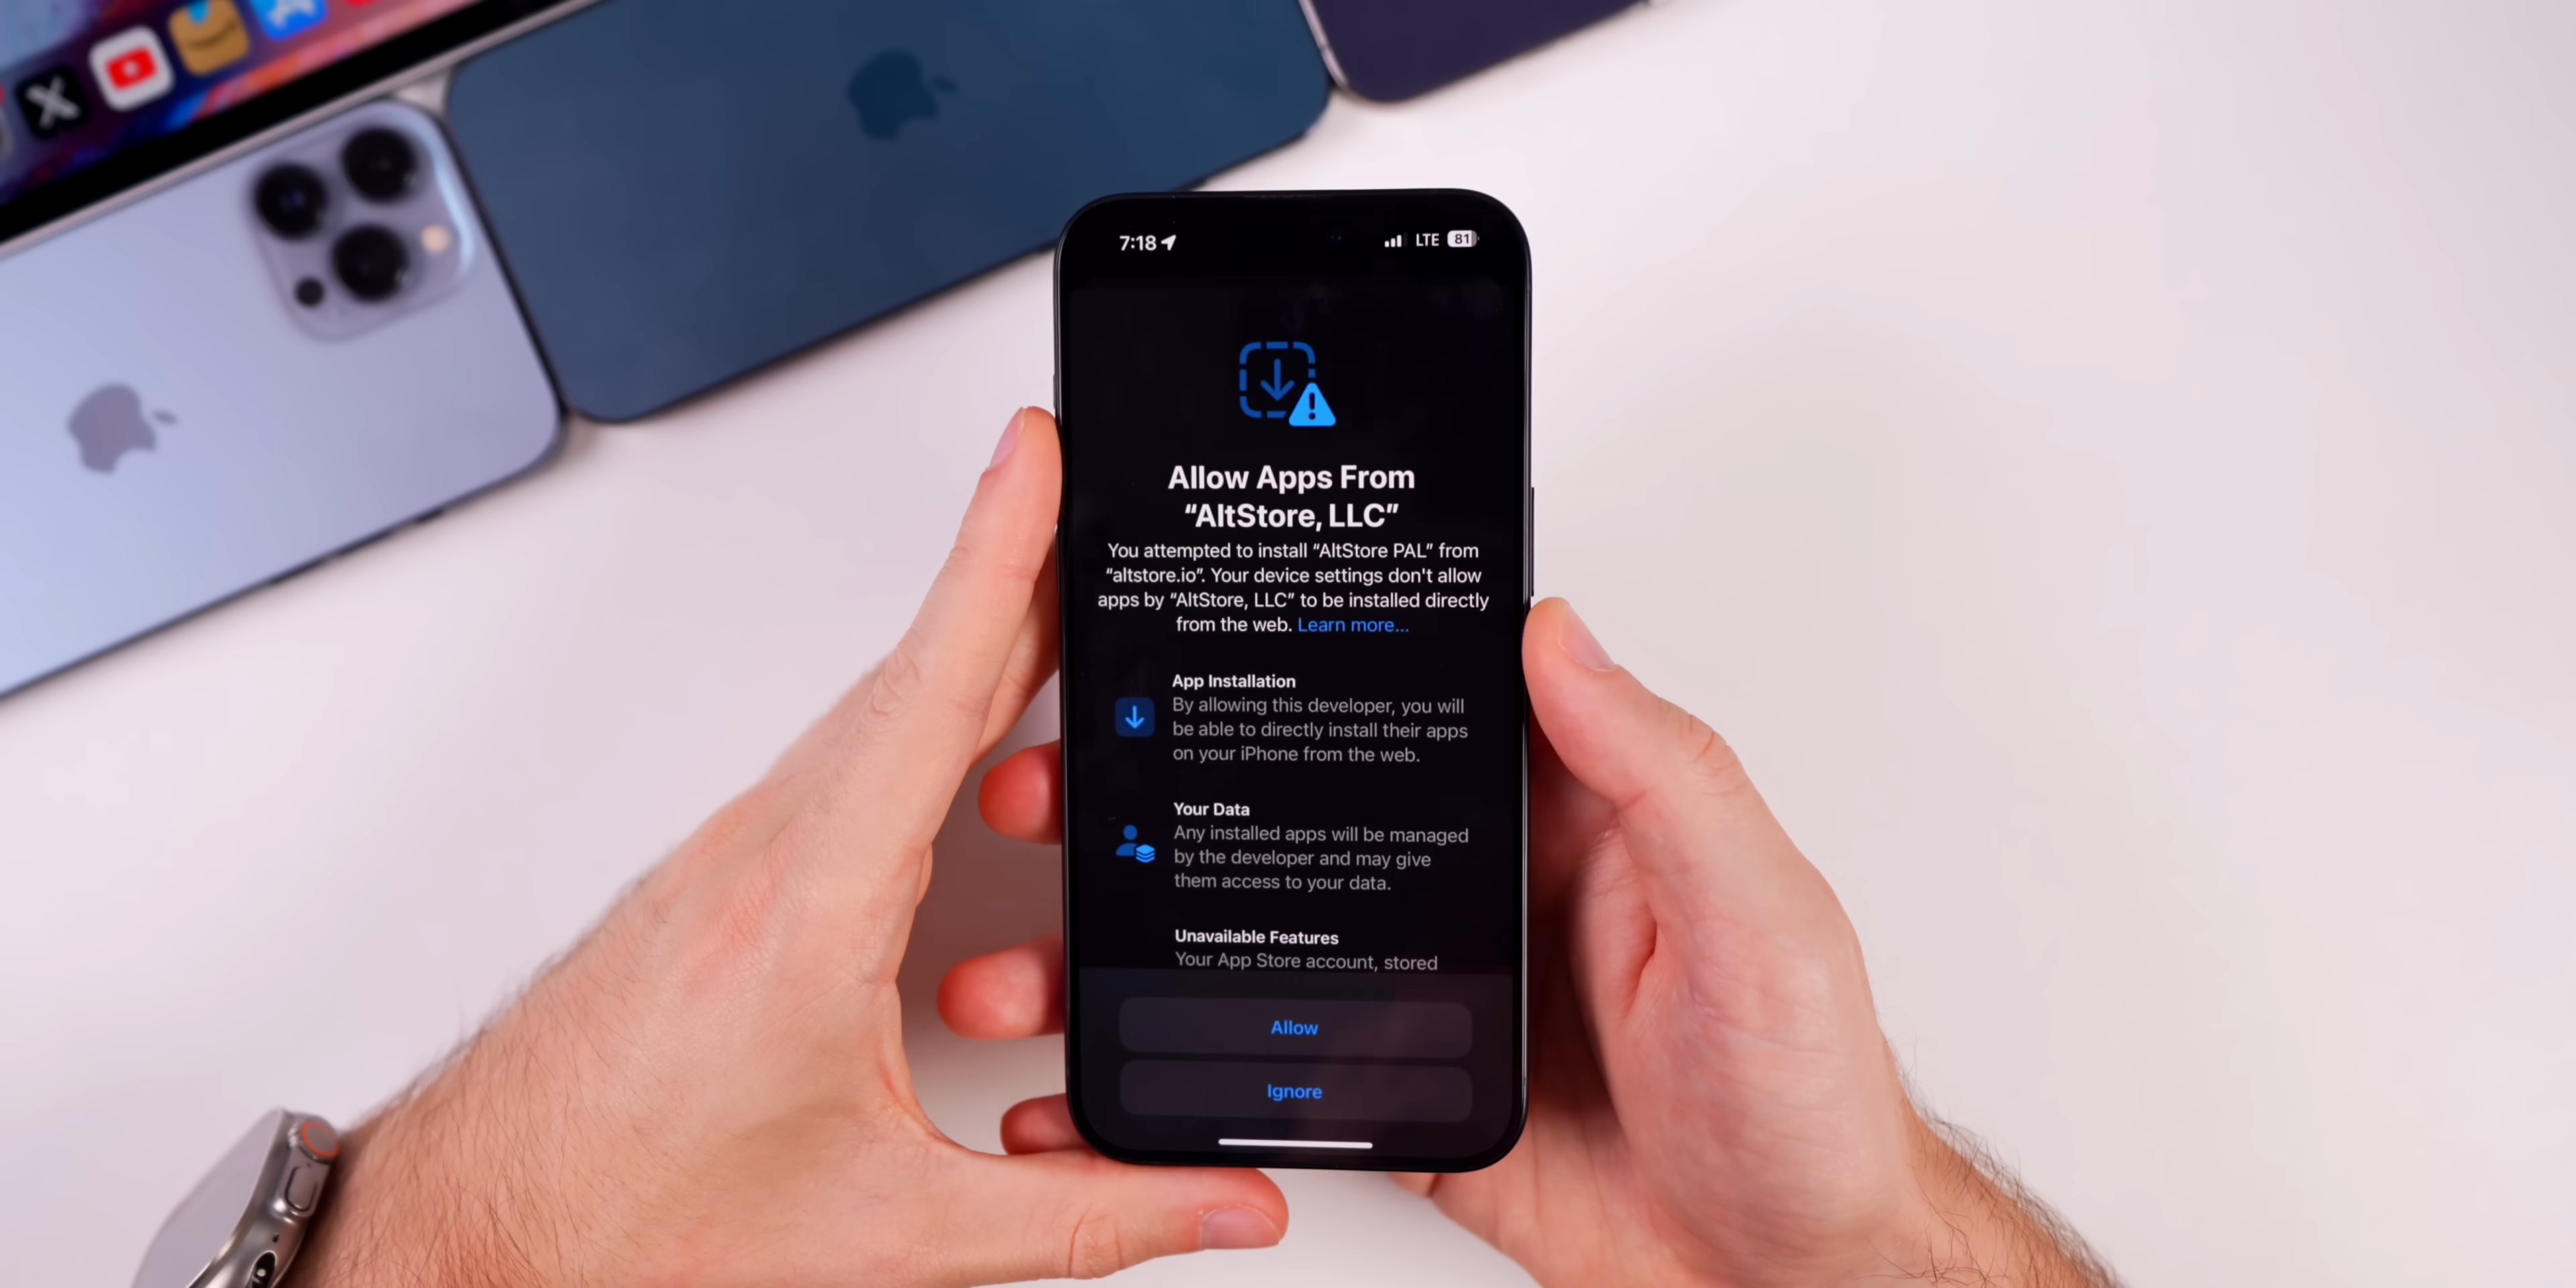 7:18 LTE 81
Allow Apps From
“AltStore, LLC”
You attempted to install “AltStore PAL” from
“altstore.io”. Your device settings don't allow
apps by “AltStore, LLC” to be installed directly
from the web. Learn more...
App Installation
By allowing this developer, you will
be able to directly install their apps
on your iPhone from the web.
Your Data
Any installed apps will be managed
by the developer and may give
them access to your data.
Unavailable Features
Your App Store account, stored
Allow
Ignore